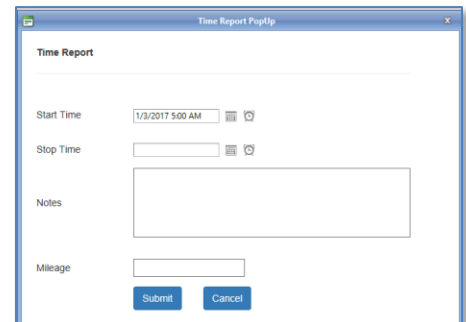 Time Report PopUp
x
Time Report
Start Time 1/3/2017 5:00 AM
Stop Time
Notes
Mileage
Submit Cancel